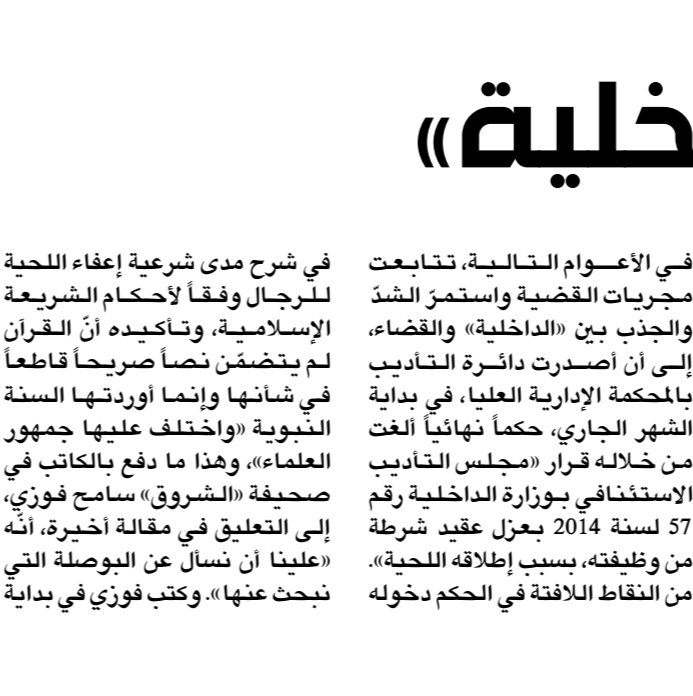 خلية»
في الأعوام التالية، تتابعت
مجريات القضية واستمرّ الشدّ
والجذب بين «الداخلية» والقضاء،
إلى أن أصدرت دائرة التأديب
بالمحكمة الإدارية العليا، في بداية
الشهر الجاري، حكماً نهائياً ألغت
من خلاله قرار «مجلس التأديب
الاستئنافي بوزارة الداخلية رقم
57 لسنة 2014 بعزل عقيد شرطة
من وظيفته، بسبب إطلاقه اللحية».
من النقاط اللافتة في الحكم دخوله
في شرح مدى شرعية إعفاء اللحية
للرجال وفقاً لأحكام الشريعة
الإسلامية، وتأكيده أنّ القرآن
لم يتضمّن نصاً صريحاً قاطعاً
في شأنها وإنما أوردتها السنة
النبوية «واختلف عليها جمهور
العلماء»، وهذا ما دفع بالكاتب في
صحيفة «الشروق» سامح فوزي،
إلى التعليق في مقالة أخيرة، أنّه
«علينا أن نسأل عن البوصلة التي
نبحث عنها». وكتب فوزي في بداية